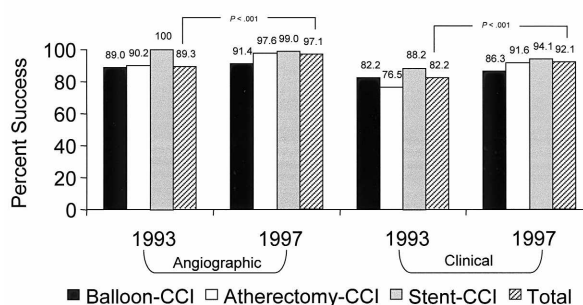 P < .001
P < .001
100
97.6 99.0 97.1
89.0 90.2 89.3 91.4
88.2
82.2 76.5 82.2
94.1 92.1
86.3 91.6
Percent Success
100
80
60
40
20
0
1993 1997 1993 1997
Angiographic Clinical
Balloon-CCI Atherectomy-CCI Stent-CCI Total